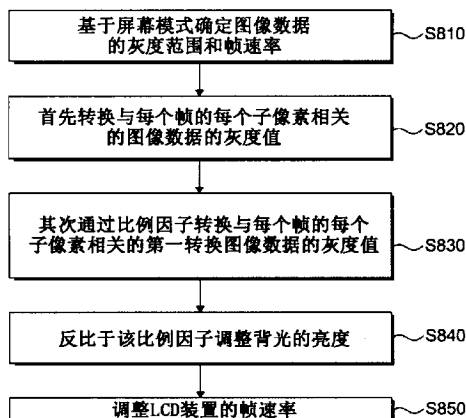 基于屏幕模式确定图像数据
的灰度范围和帧速率
S810
首先转换与每个帧的每个子像素相关
的图像数据的灰度值
S820
其次通过比例因子转换与每个帧的每个
子像素相关的第一转换图像数据的灰度值
S830
反比于该比例因子调整背光的亮度
S840
调整LCD装置的帧速率
S850